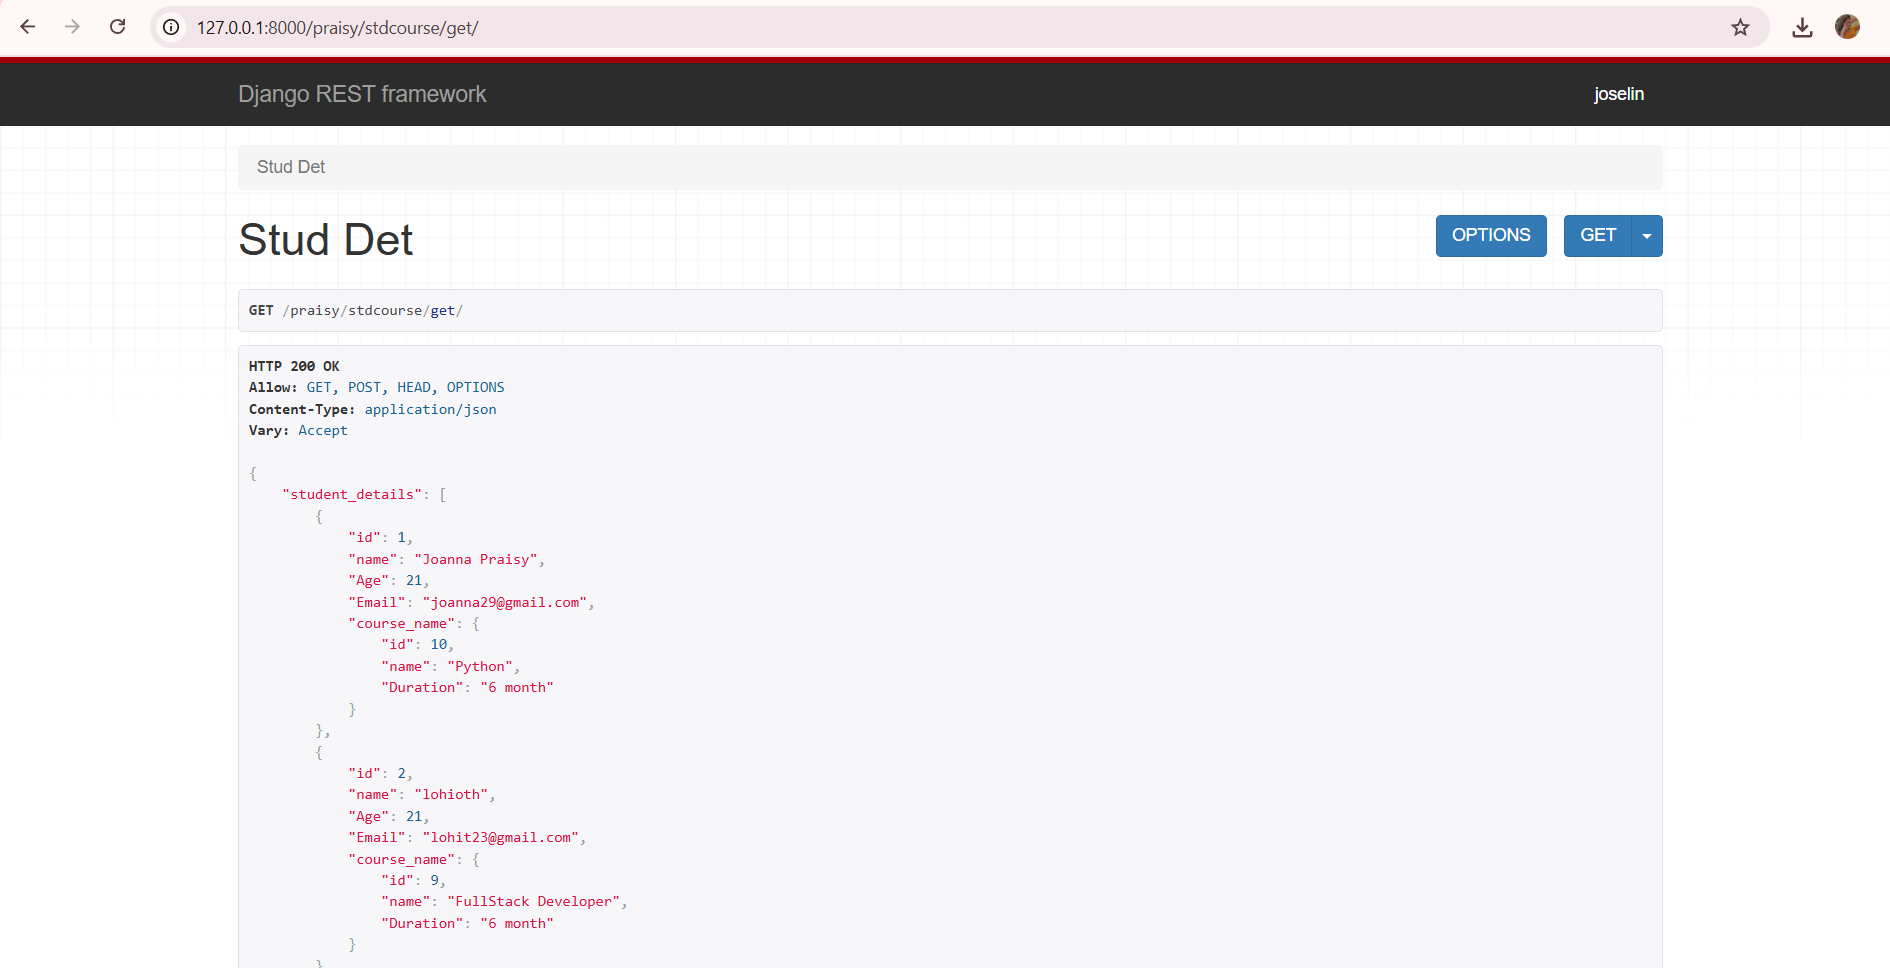 127.0.0.1:8000/praisy/stdcourse/get/
Django REST framework
joselin
Stud Det
Stud Det
OPTIONS
GET
GET /praisy/stdcourse/get/
HTTP 200 OK
Allow: GET, POST, HEAD, OPTIONS
Content-Type: application/json
Vary: Accept
{
    "student_details": [
        {
            "id": 1,
            "name": "Joanna Praisy",
            "Age": 21,
            "Email": "joanna29@gmail.com",
            "course_name": {
                "id": 10,
                "name": "Python",
                "Duration": "6 month"
            }
        },
        {
            "id": 2,
            "name": "lohioth",
            "Age": 21,
            "Email": "lohit23@gmail.com",
            "course_name": {
                "id": 9,
                "name": "FullStack Developer",
                "Duration": "6 month"
            }
        }